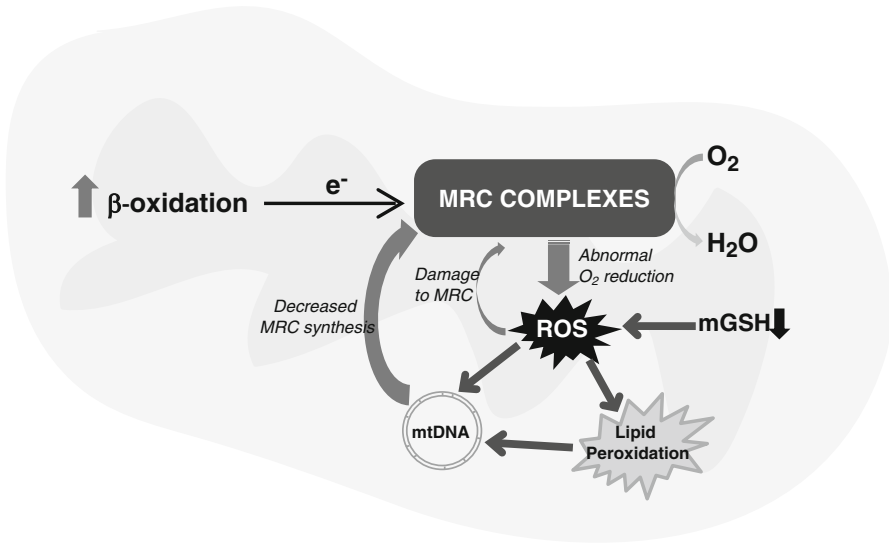 β-oxidation
e-
MRC COMPLEXES
O2
H2O
Abnormal
O2 reduction
Damage
to MRC
Decreased
MRC synthesis
ROS
mGSH
mtDNA
Lipid
Peroxidation